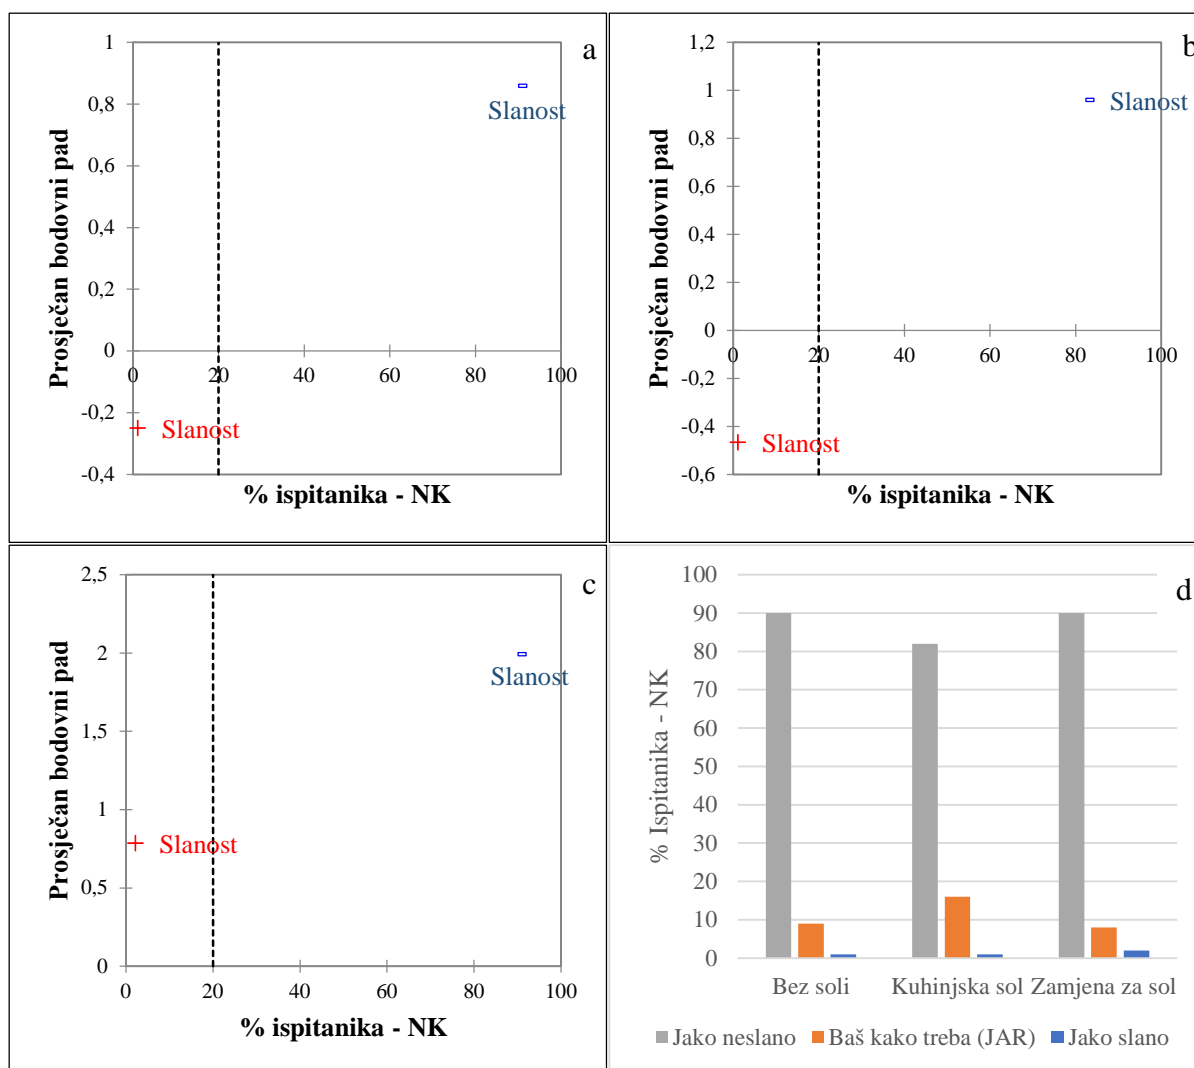 a
1
0,8
0,6
0,4
0,2
0
-0,2
-0,4
0 20 40 60 80 100
Slanost
Slanost
Prosječan bodovni pad
% ispitanika - NK
b
1,2
1
0,8
0,6
0,4
0,2
0
-0,2
-0,4
-0,6
0 20 40 60 80 100
Slanost
Slanost
Prosječan bodovni pad
% ispitanika - NK
c
2,5
2
1,5
1
0,5
0
0 20 40 60 80 100
Slanost
Slanost
Prosječan bodovni pad
% ispitanika - NK
d
100
90
80
70
60
50
40
30
20
10
0
% Ispitanika - NK
Bez soli Kuhinjska sol Zamjena za sol
Jako neslano Baš kako treba (JAR) Jako slano